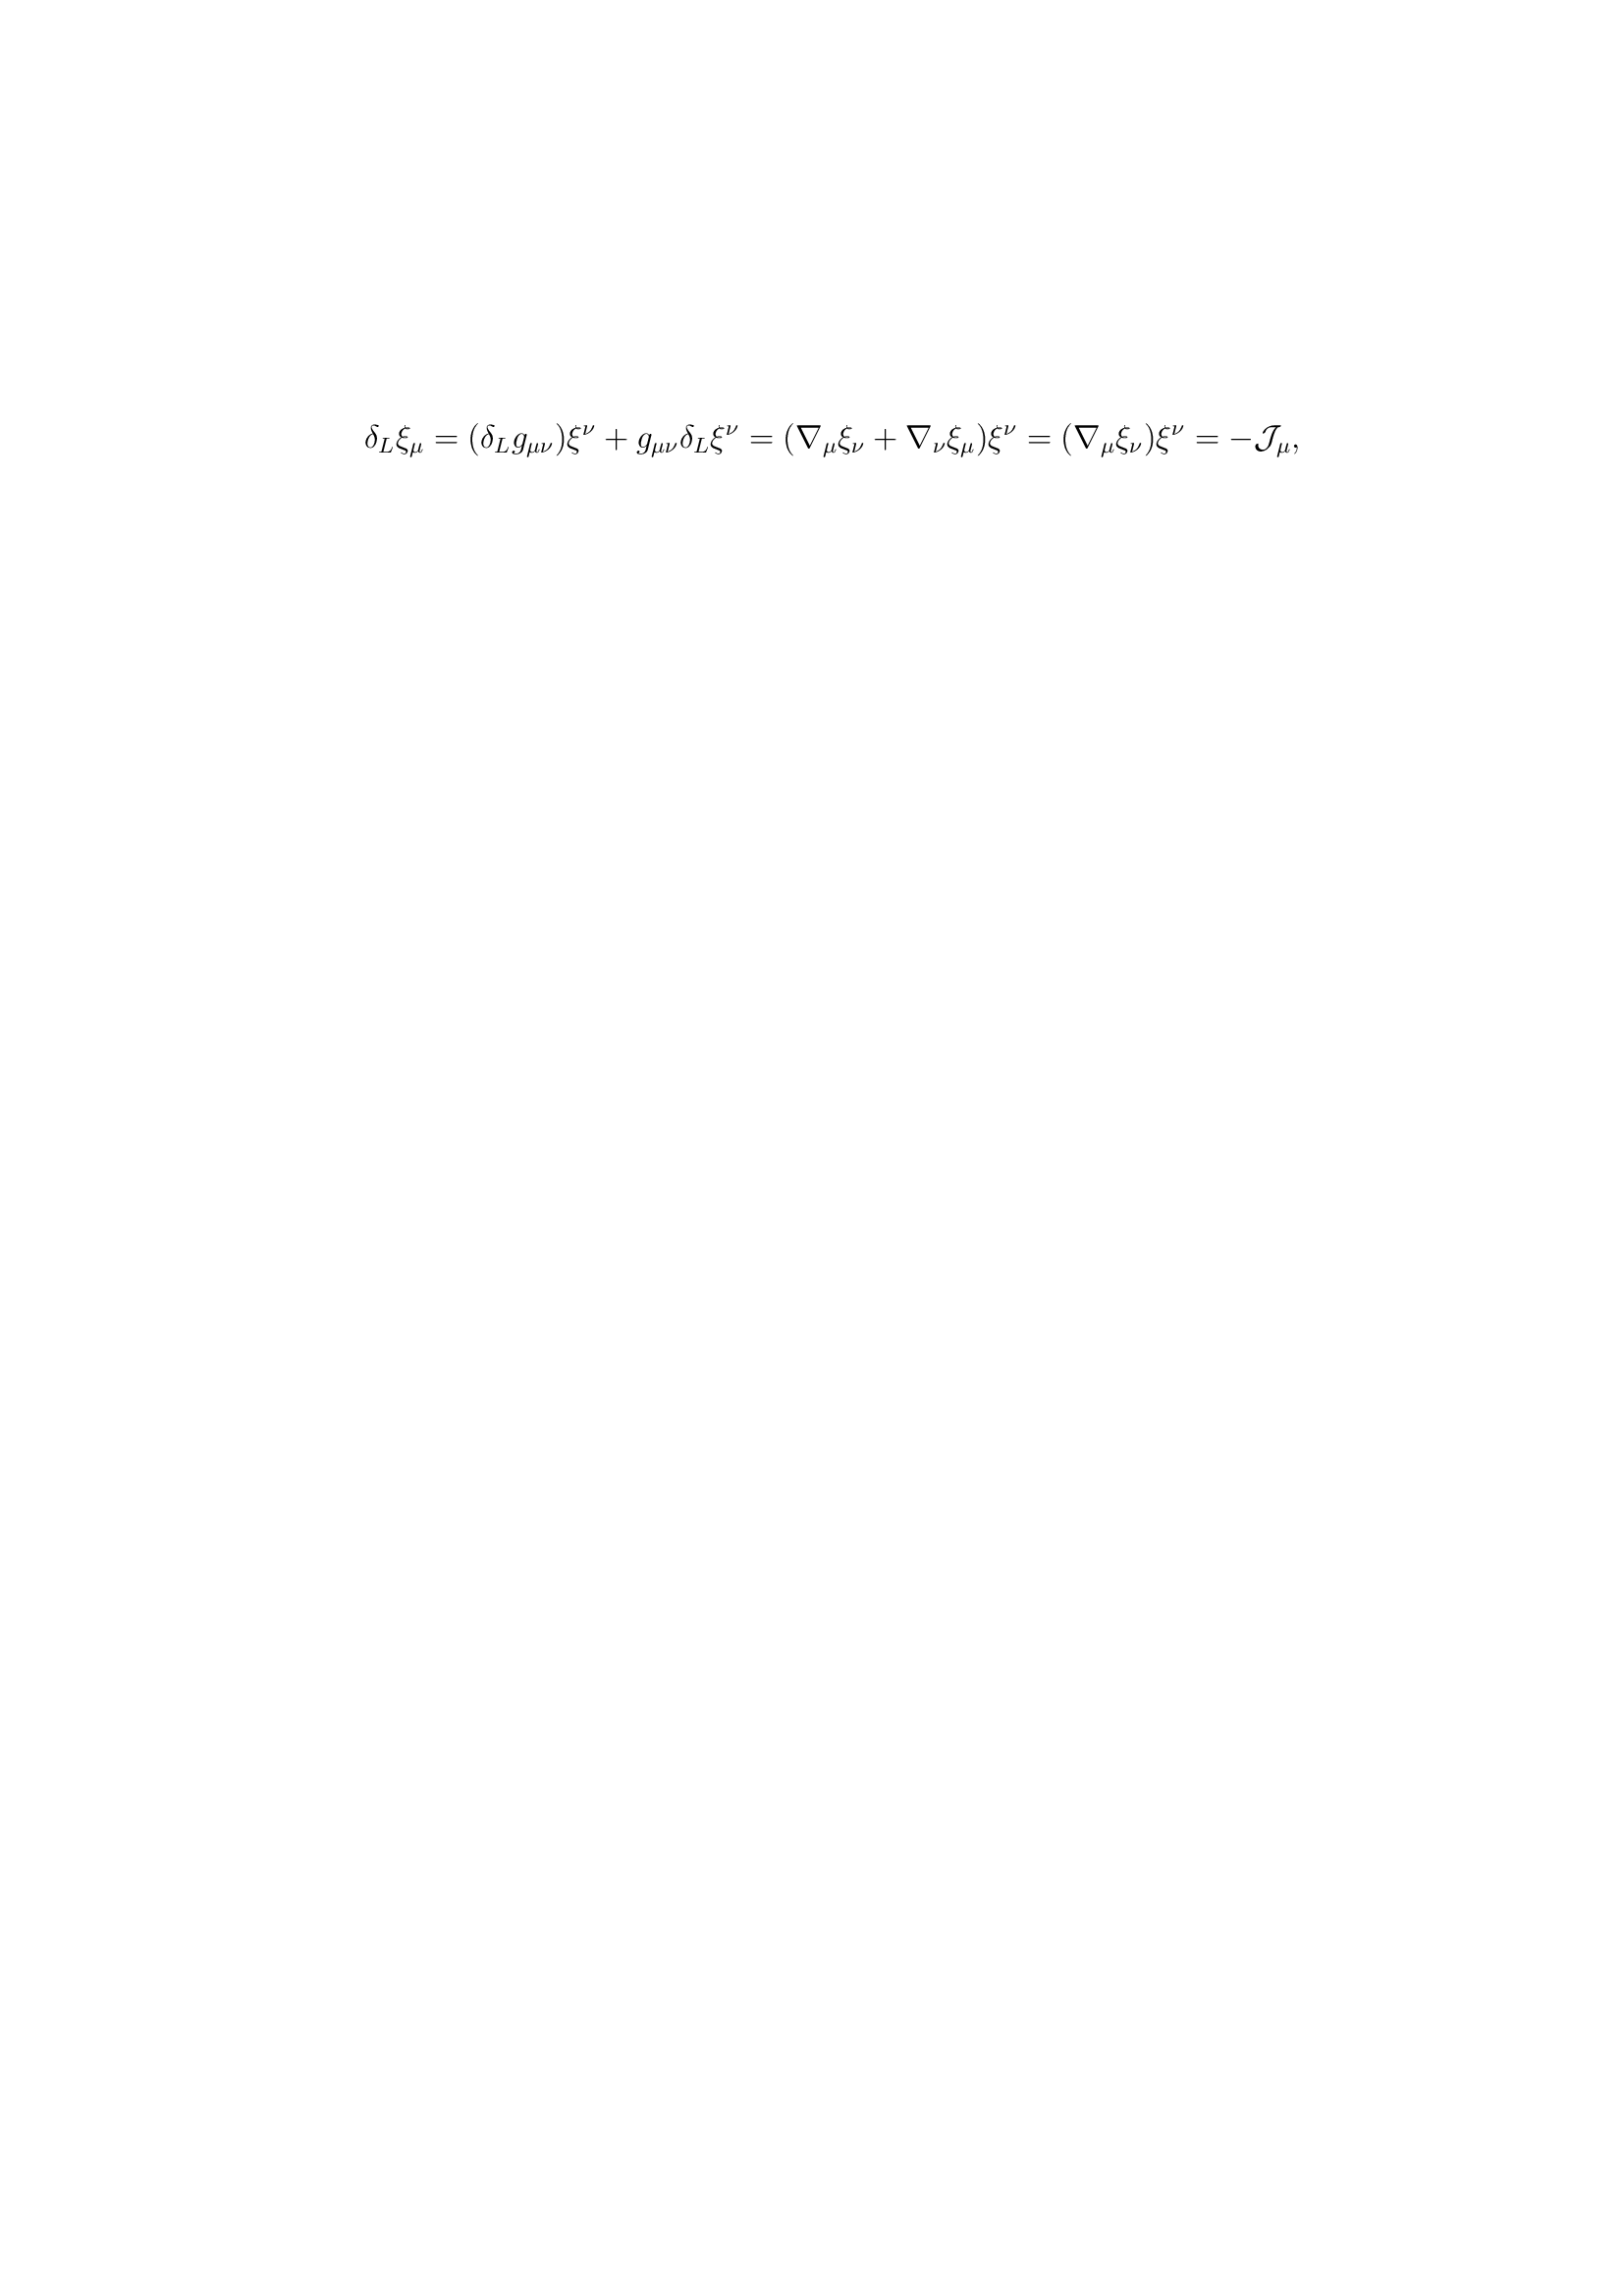 δ_L ξ_μ = (δ_L g_{μν})ξ^ν + g_{μν}δ_L ξ^ν = (∇_μ ξ_ν + ∇_ν ξ_μ)ξ^ν = (∇_μ ξ_ν)ξ^ν = −𝒥_μ,